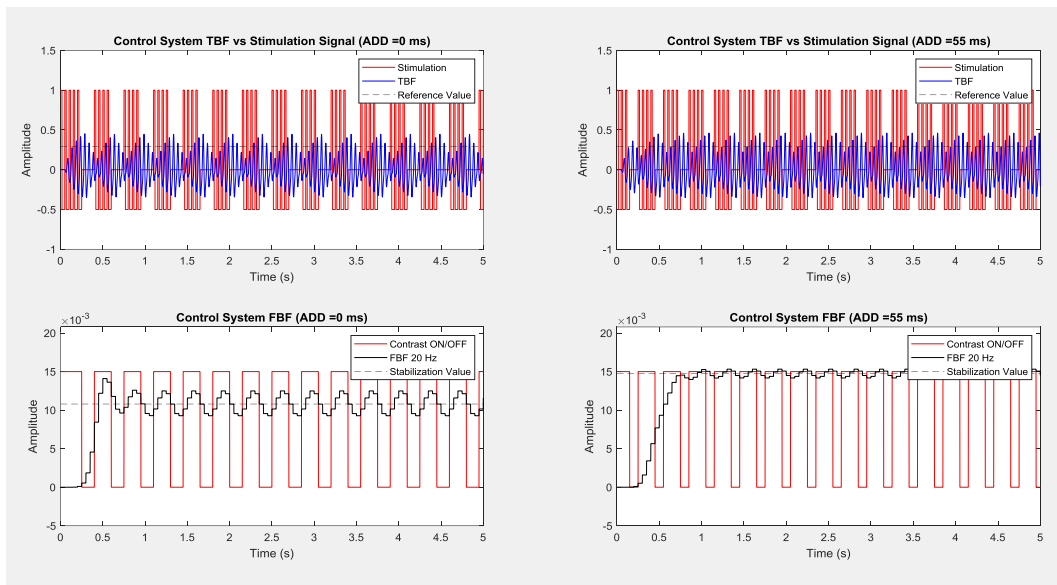 Control System TBF vs Stimulation Signal (ADD =0 ms)
1.5
1
0.5
0
-0.5
-1
Amplitude
Stimulation
TBF
Reference Value
0 0.5 1 1.5 2 2.5 3 3.5 4 4.5 5
Time (s)
Control System TBF vs Stimulation Signal (ADD =55 ms)
1.5
1
0.5
0
-0.5
-1
Amplitude
Stimulation
TBF
Reference Value
0 0.5 1 1.5 2 2.5 3 3.5 4 4.5 5
Time (s)
Control System FBF (ADD =0 ms)
×10⁻³
20
15
10
5
0
-5
Amplitude
Contrast ON/OFF
FBF 20 Hz
Stabilization Value
0 0.5 1 1.5 2 2.5 3 3.5 4 4.5 5
Time (s)
Control System FBF (ADD =55 ms)
×10⁻³
20
15
10
5
0
-5
Amplitude
Contrast ON/OFF
FBF 20 Hz
Stabilization Value
0 0.5 1 1.5 2 2.5 3 3.5 4 4.5 5
Time (s)